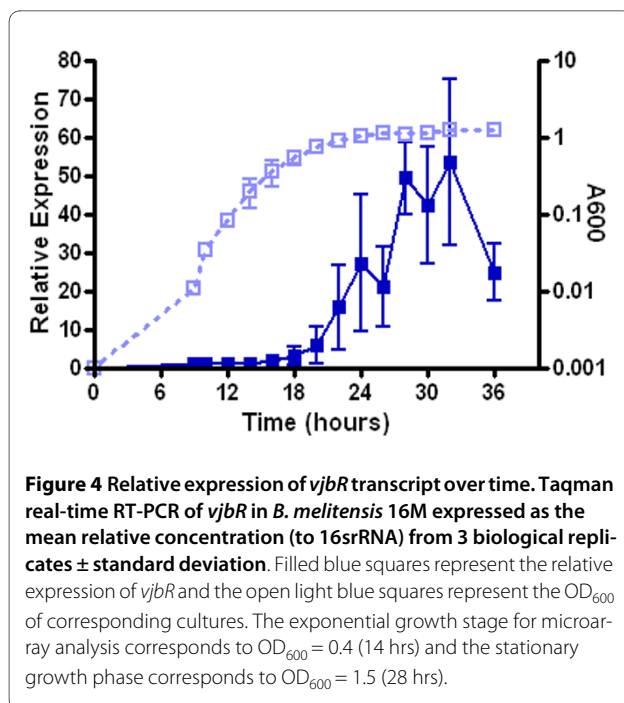 80
70
60
50
40
30
20
10
0
Relative Expression
10
1
0.1
0.01
0.001
A600
0 6 12 18 24 30 36
Time (hours)
Figure 4 Relative expression of vjbR transcript over time. Taqman
real-time RT-PCR of vjbR in B. melitensis 16M expressed as the
mean relative concentration (to 16srRNA) from 3 biological repli-
cates ± standard deviation. Filled blue squares represent the relative
expression of vjbR and the open light blue squares represent the OD600
of corresponding cultures. The exponential growth stage for microar-
ray analysis corresponds to OD600 = 0.4 (14 hrs) and the stationary
growth phase corresponds to OD600 = 1.5 (28 hrs).